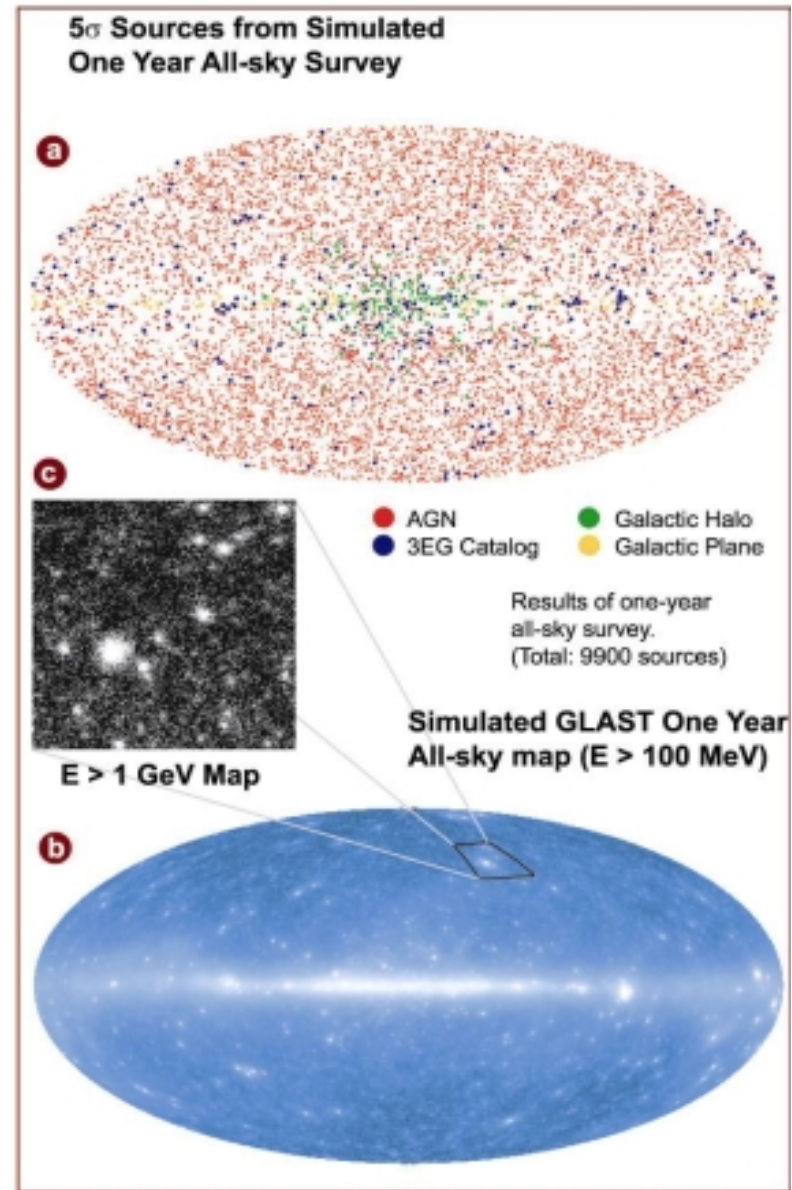 5σ Sources from Simulated
One Year All-sky Survey
a
c
AGN
Galactic Halo
3EG Catalog
Galactic Plane
Results of one-year
all-sky survey.
(Total: 9900 sources)
Simulated GLAST One Year
All-sky map (E > 100 MeV)
E > 1 GeV Map
b